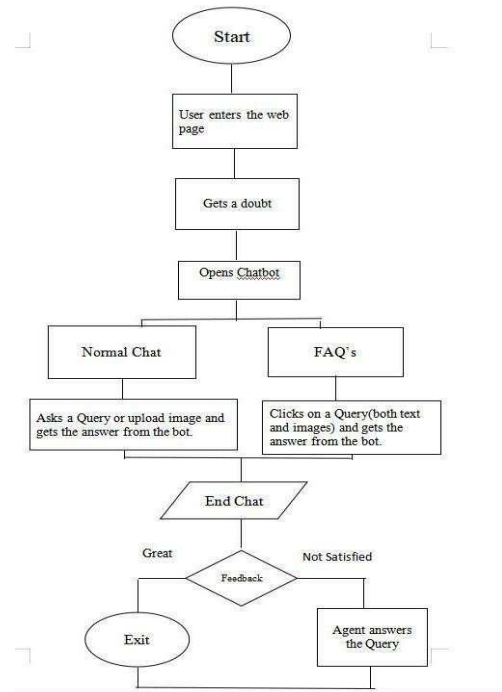 Start
User enters the web
page
Gets a doubt
Opens Chatbot
Normal Chat
FAQ's
Asks a Query or upload image and
gets the answer from the bot.
Clicks on a Query(both text
and images) and gets the
answer from the bot.
End Chat
Great
Not Satisfied
Feedback
Exit
Agent answers
the Query